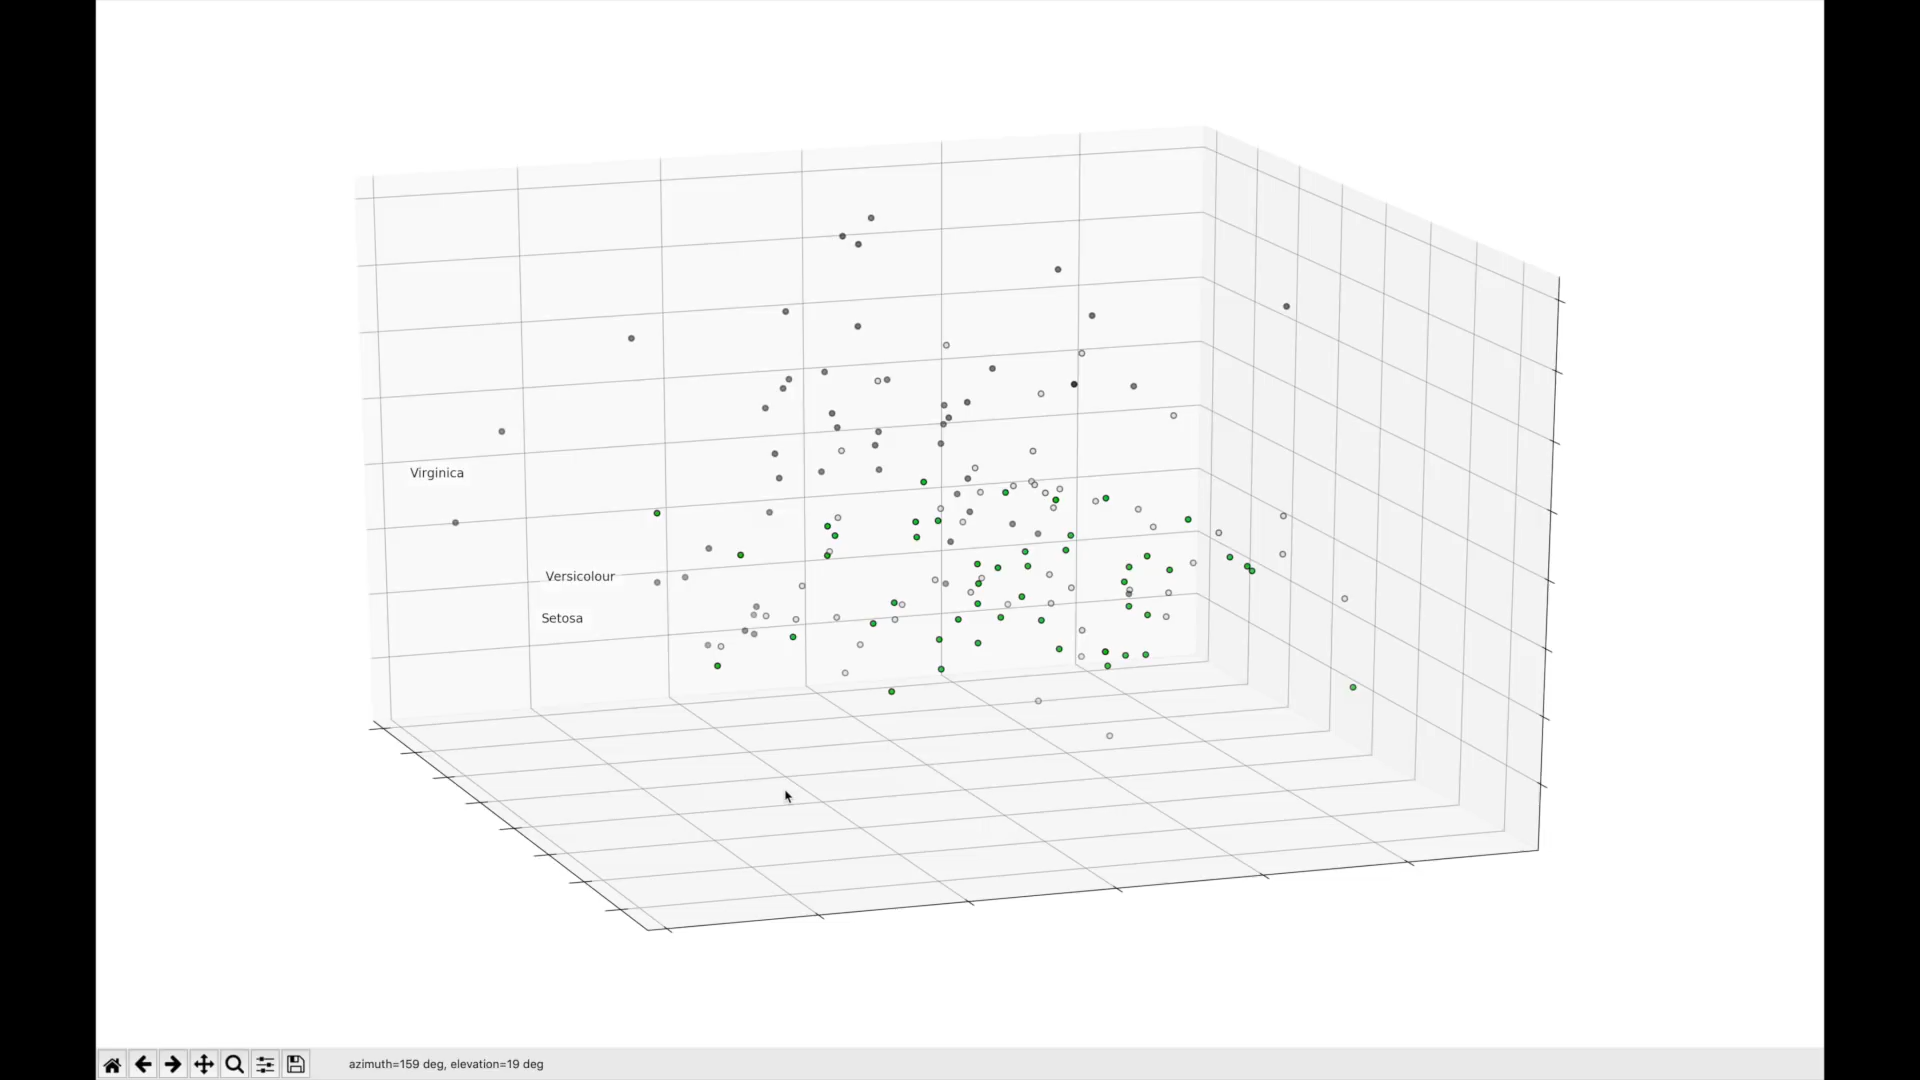 Virginica
Versicolour
Setosa
azimuth=159 deg, elevation=19 deg